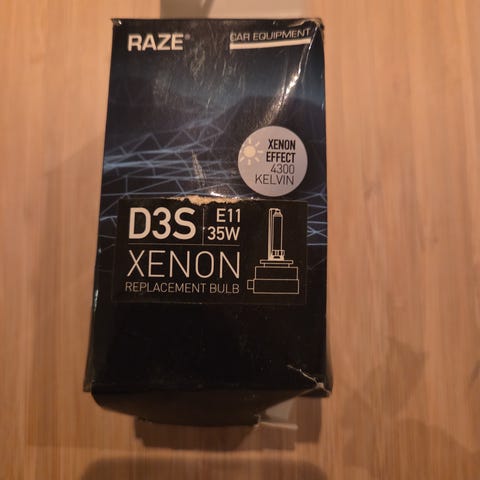 RAZE®
CAR EQUIPMENT
XENON
EFFECT
4300
KELVIN
D3S
E11
35W
XENON
REPLACEMENT BULB